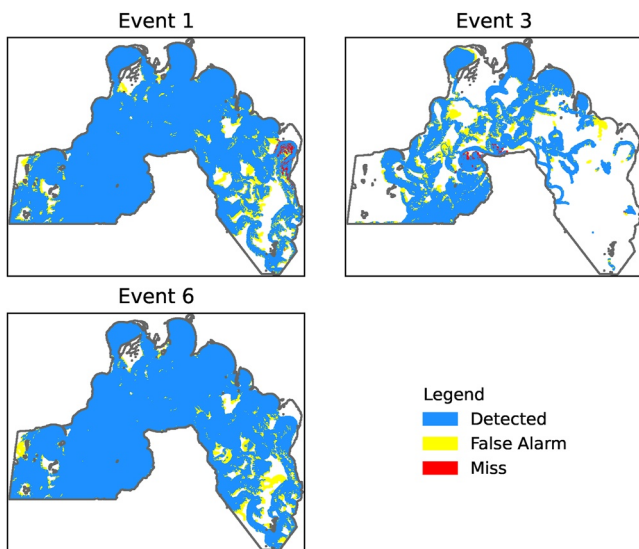 Event 1
Event 3
Event 6
Legend
Detected
False Alarm
Miss